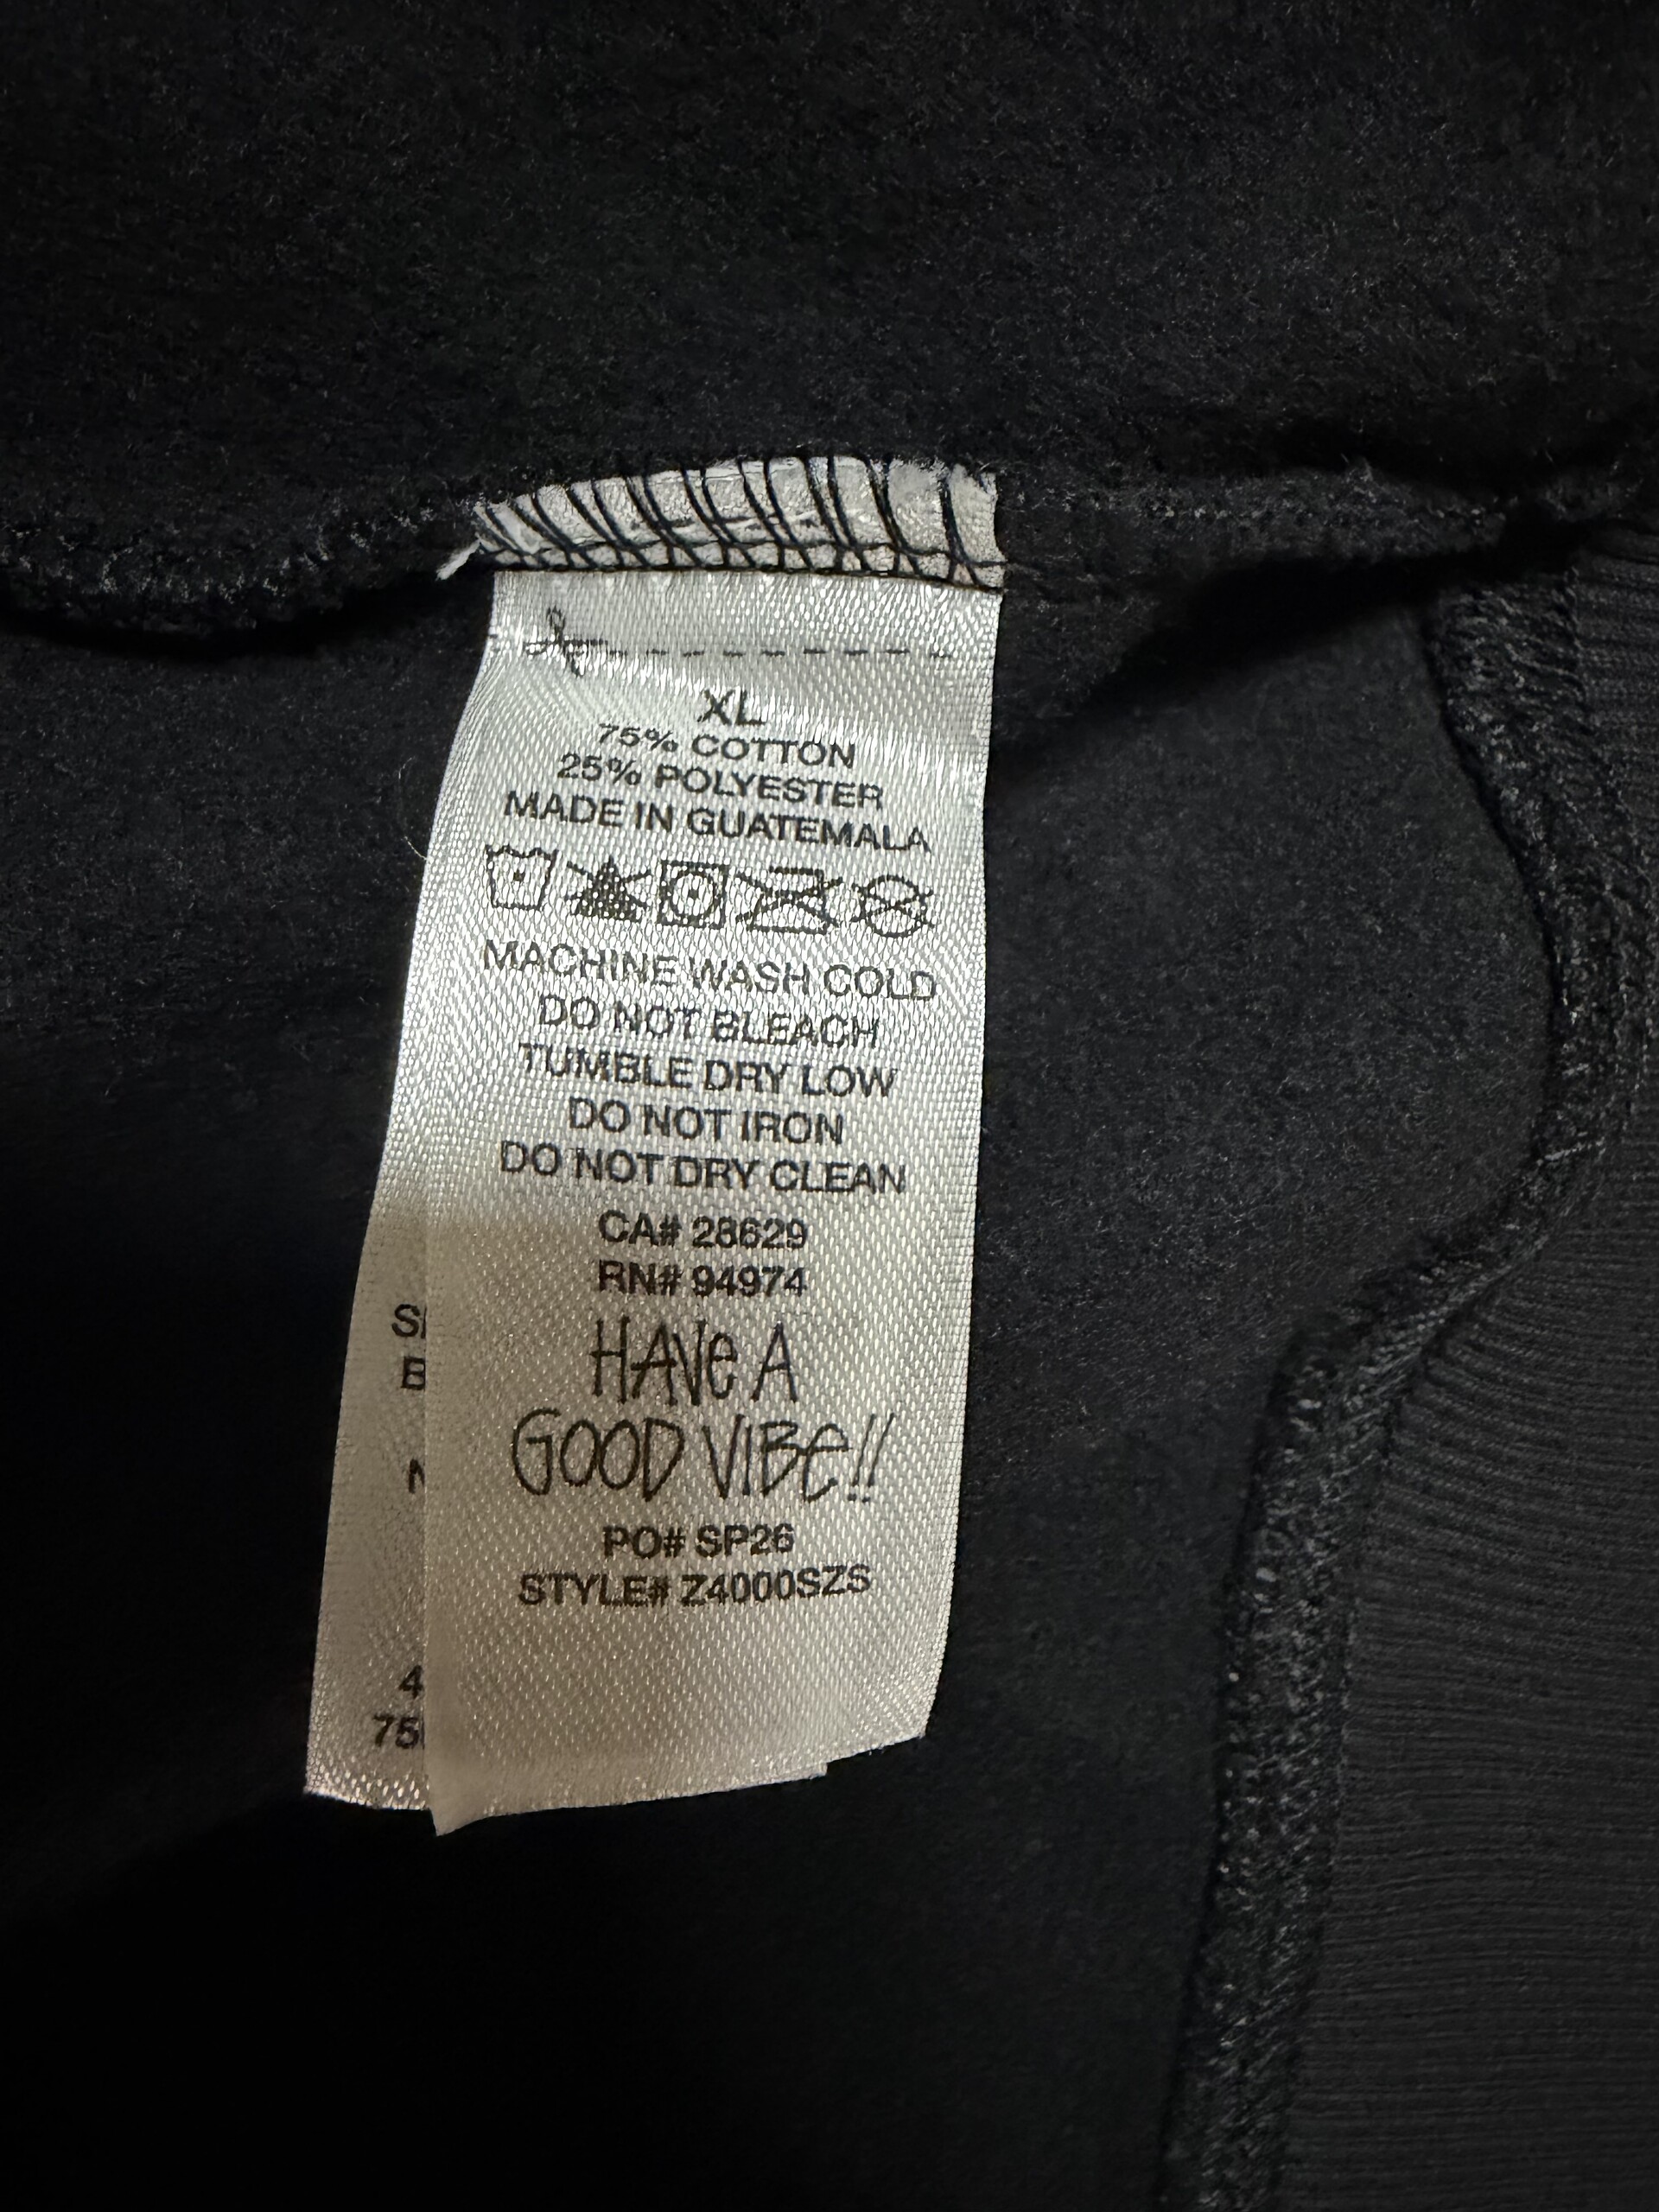 XL
75% COTTON
25% POLYESTER
MADE IN GUATEMALA
MACHINE WASH COLD
DO NOT BLEACH
TUMBLE DRY LOW
DO NOT IRON
DO NOT DRY CLEAN
CA# 28629
RN# 94974
HAVe A
GOOD VIBe!!
PO# SP26
STYLE# Z4000SZS